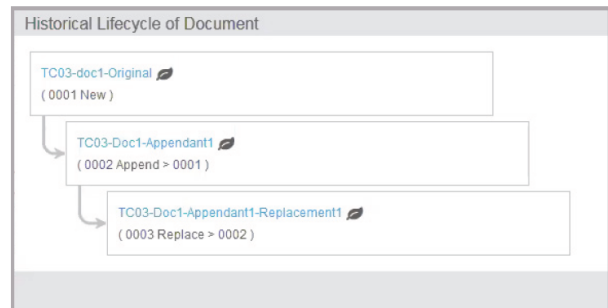 Historical Lifecycle of Document
TC03-doc1-Original
( 0001 New )
TC03-Doc1-Appendant1
( 0002 Append > 0001 )
TC03-Doc1-Appendant1-Replacement1
( 0003 Replace > 0002 )